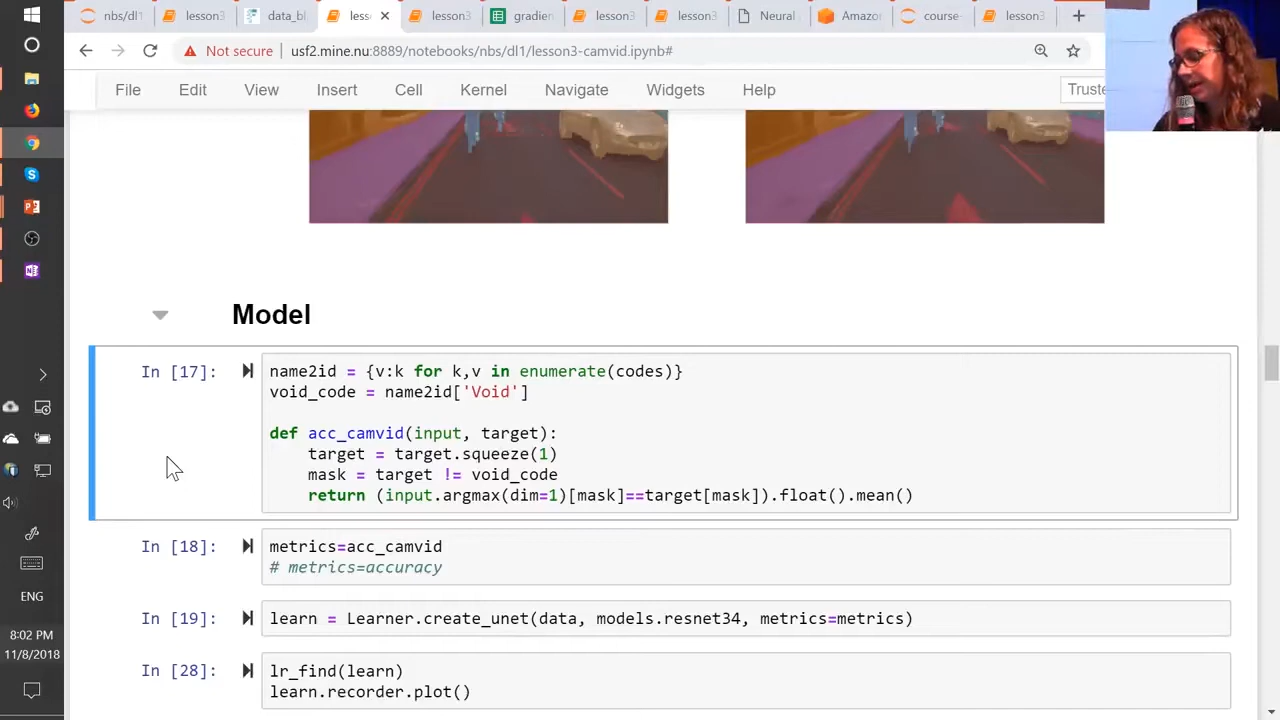 nbs/dl1
lesson3
data_bl
less
lesson3
gradien
lesson3
lesson3
Neural
Amazo
course-
lesson3
Not secure
usf2.mine.nu:8889/notebooks/nbs/dl1/lesson3-camvid.ipynb#
File
Edit
View
Insert
Cell
Kernel
Navigate
Widgets
Help
Truste
Model
In [17]:
name2id = {v:k for k,v in enumerate(codes)}
void_code = name2id['Void']
def acc_camvid(input, target):
target = target.squeeze(1)
mask = target != void_code
return (input.argmax(dim=1)[mask]==target[mask]).float().mean()
In [18]:
metrics=acc_camvid
# metrics=accuracy
In [19]:
learn = Learner.create_unet(data, models.resnet34, metrics=metrics)
In [28]:
lr_find(learn)
learn.recorder.plot()
ENG
8:02 PM
11/8/2018